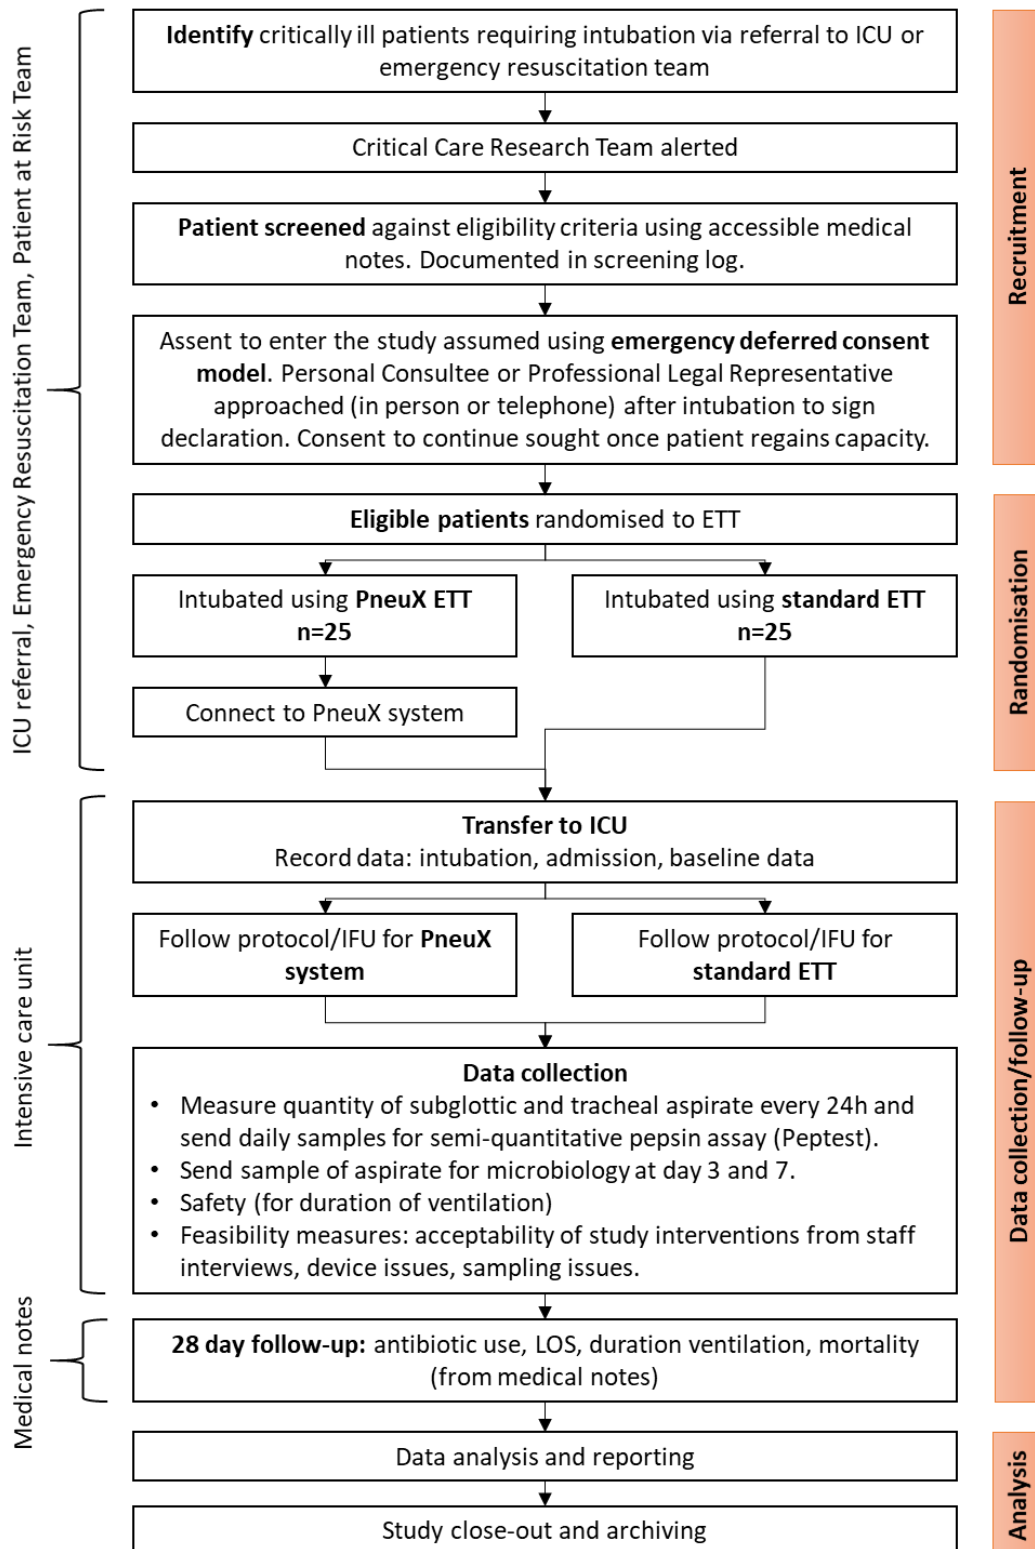 Identify critically ill patients requiring intubation via referral to ICU or
emergency resuscitation team
Critical Care Research Team alerted
Patient screened against eligibility criteria using accessible medical
notes. Documented in screening log.
Assent to enter the study assumed using emergency deferred consent
model. Personal Consultee or Professional Legal Representative
approached (in person or telephone) after intubation to sign
declaration. Consent to continue sought once patient regains capacity.
ICU referral, Emergency Resuscitation Team, Patient at Risk Team
Recruitment
Eligible patients randomised to ETT
Intubated using PneuX ETT
n=25
Intubated using standard ETT
n=25
Connect to PneuX system
Randomisation
Transfer to ICU
Record data: intubation, admission, baseline data
Follow protocol/IFU for PneuX
system
Follow protocol/IFU for
standard ETT
Intensive care unit
Data collection
• Measure quantity of subglottic and tracheal aspirate every 24h and
send daily samples for semi-quantitative pepsin assay (Peptest).
• Send sample of aspirate for microbiology at day 3 and 7.
• Safety (for duration of ventilation)
• Feasibility measures: acceptability of study interventions from staff
interviews, device issues, sampling issues.
Data collection/follow-up
Medical notes
28 day follow-up: antibiotic use, LOS, duration ventilation, mortality
(from medical notes)
Data analysis and reporting
Study close-out and archiving
Analysis